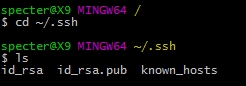 specter@X9 MINGW64 /
$ cd ~/.ssh
specter@X9 MINGW64 ~/.ssh
$ ls
id_rsa  id_rsa.pub  known_hosts